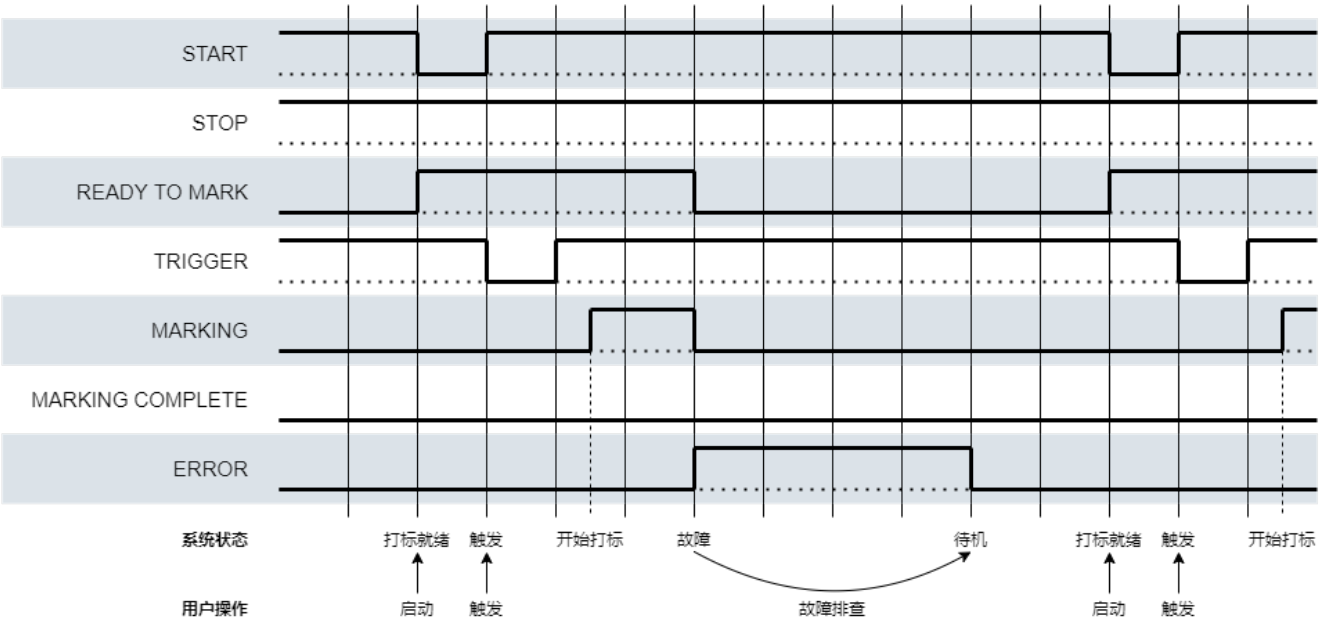 START
STOP
READY TO MARK
TRIGGER
MARKING
MARKING COMPLETE
ERROR
系统状态 打标就绪 触发 开始打标 故障 待机 打标就绪 触发 开始打标
用户操作 启动 触发 故障排查 启动 触发